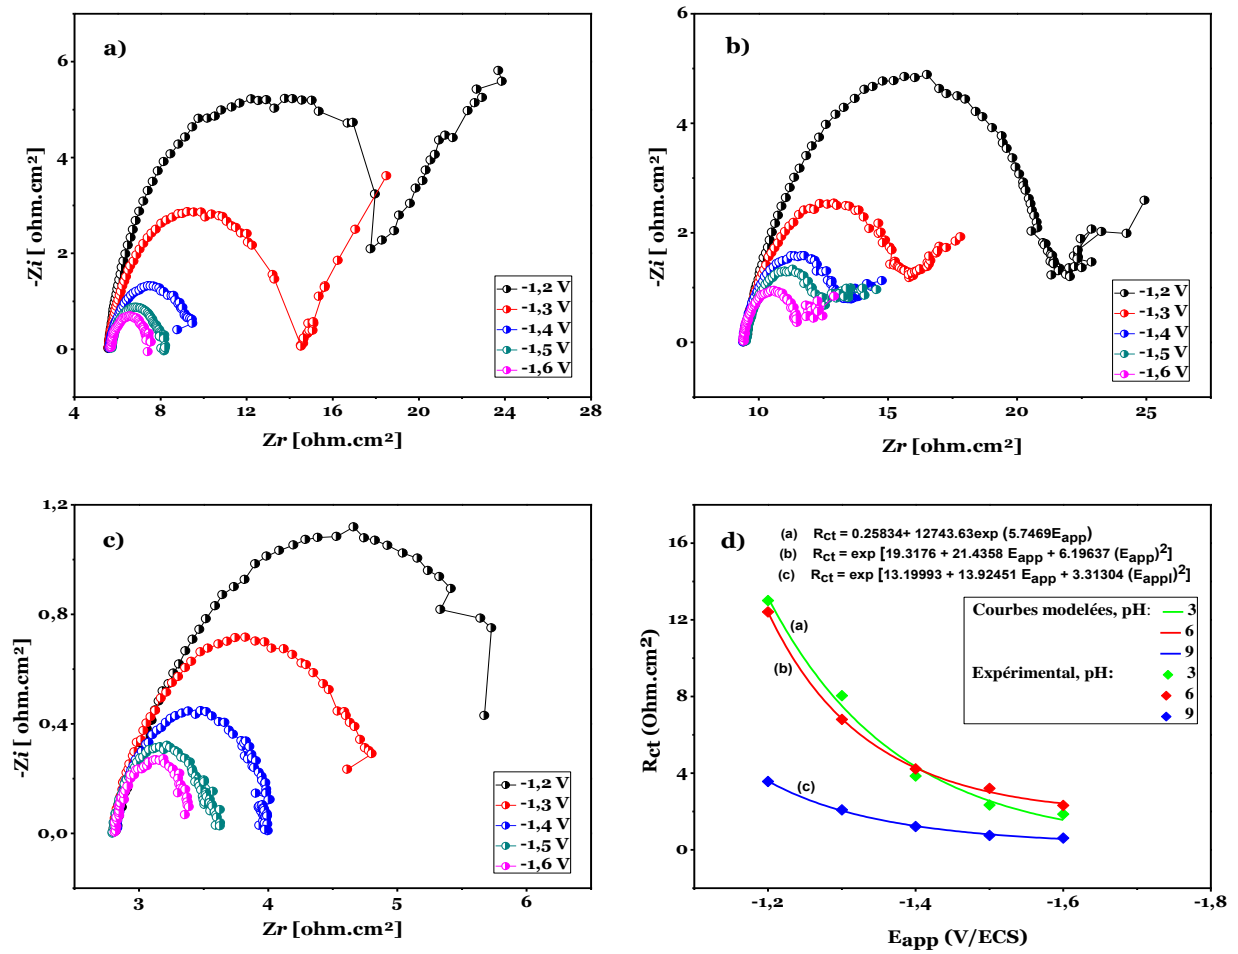 a)
6
4
2
0
-Zi [ ohm.cm²]
4
8
12
16
20
24
28
Zr [ohm.cm²]
-1,2 V
-1,3 V
-1,4 V
-1,5 V
-1,6 V
b)
6
4
2
0
-Zi [ ohm.cm²]
10
15
20
25
Zr [ohm.cm²]
-1,2 V
-1,3 V
-1,4 V
-1,5 V
-1,6 V
c)
1,2
0,8
0,4
0,0
-Zi [ ohm.cm²]
3
4
5
6
Zr [ohm.cm²]
-1,2 V
-1,3 V
-1,4 V
-1,5 V
-1,6 V
d)
(a) Rct = 0.25834+ 12743.63exp (5.7469Eapp)
(b) Rct = exp [19.3176 + 21.4358 Eapp + 6.19637 (Eapp)²]
(c) Rct = exp [13.19993 + 13.92451 Eapp + 3.31304 (Eappl)²]
Courbes modelées, pH: 3
6
9
Expérimental, pH: 3
6
9
(a)
(b)
(c)
16
12
8
4
0
Rct (Ohm.cm²)
-1,2
-1,4
-1,6
-1,8
Eapp (V/ECS)